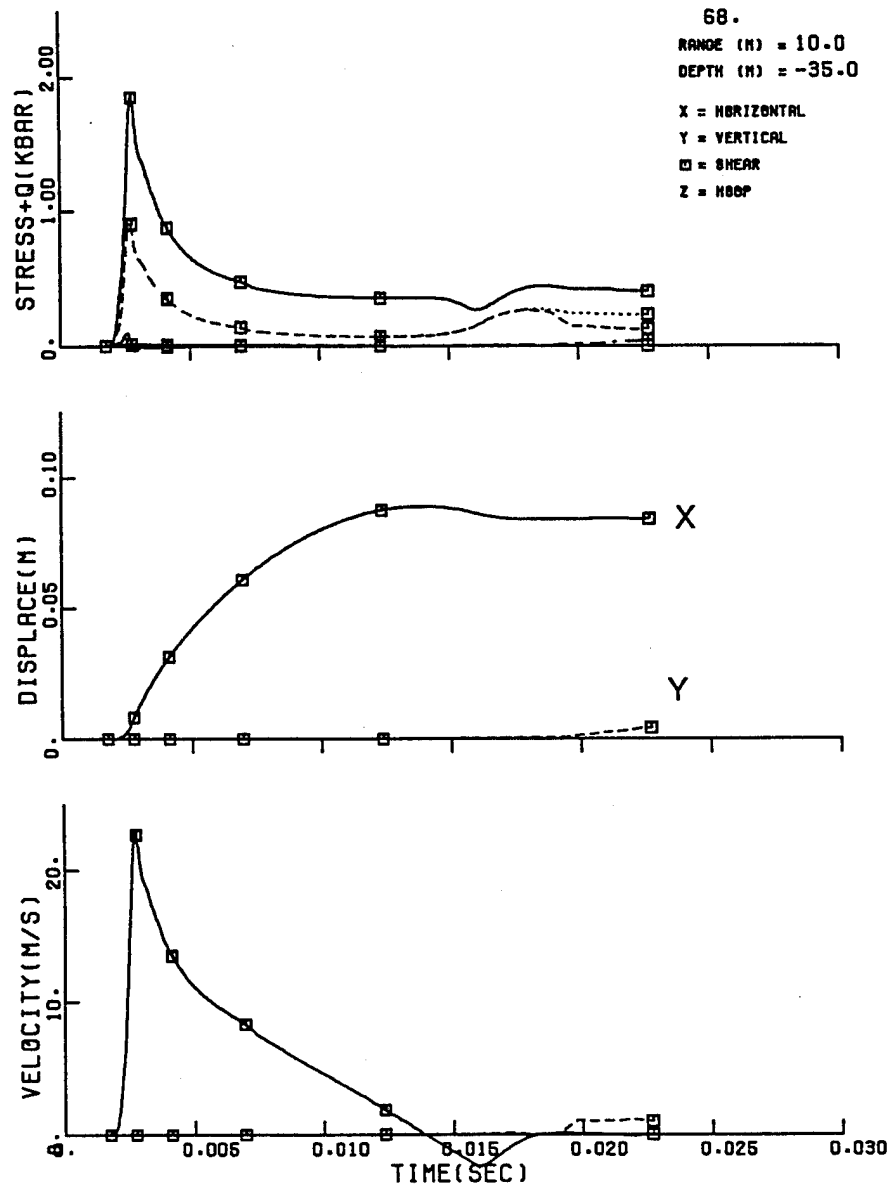 68.
RANGE (M) = 10.0
DEPTH (M) = -35.0
X = HORIZONTAL
Y = VERTICAL
= SHEAR
Z = HOOP
STRESS+Q(KBAR)
2.00
1.00
0.
DISPLACE(M)
0.10
0.05
0.
X
Y
VELOCITY(M/S)
20.
10.
0.
0. 0.005 0.010 0.015 0.020 0.025 0.030
TIME(SEC)